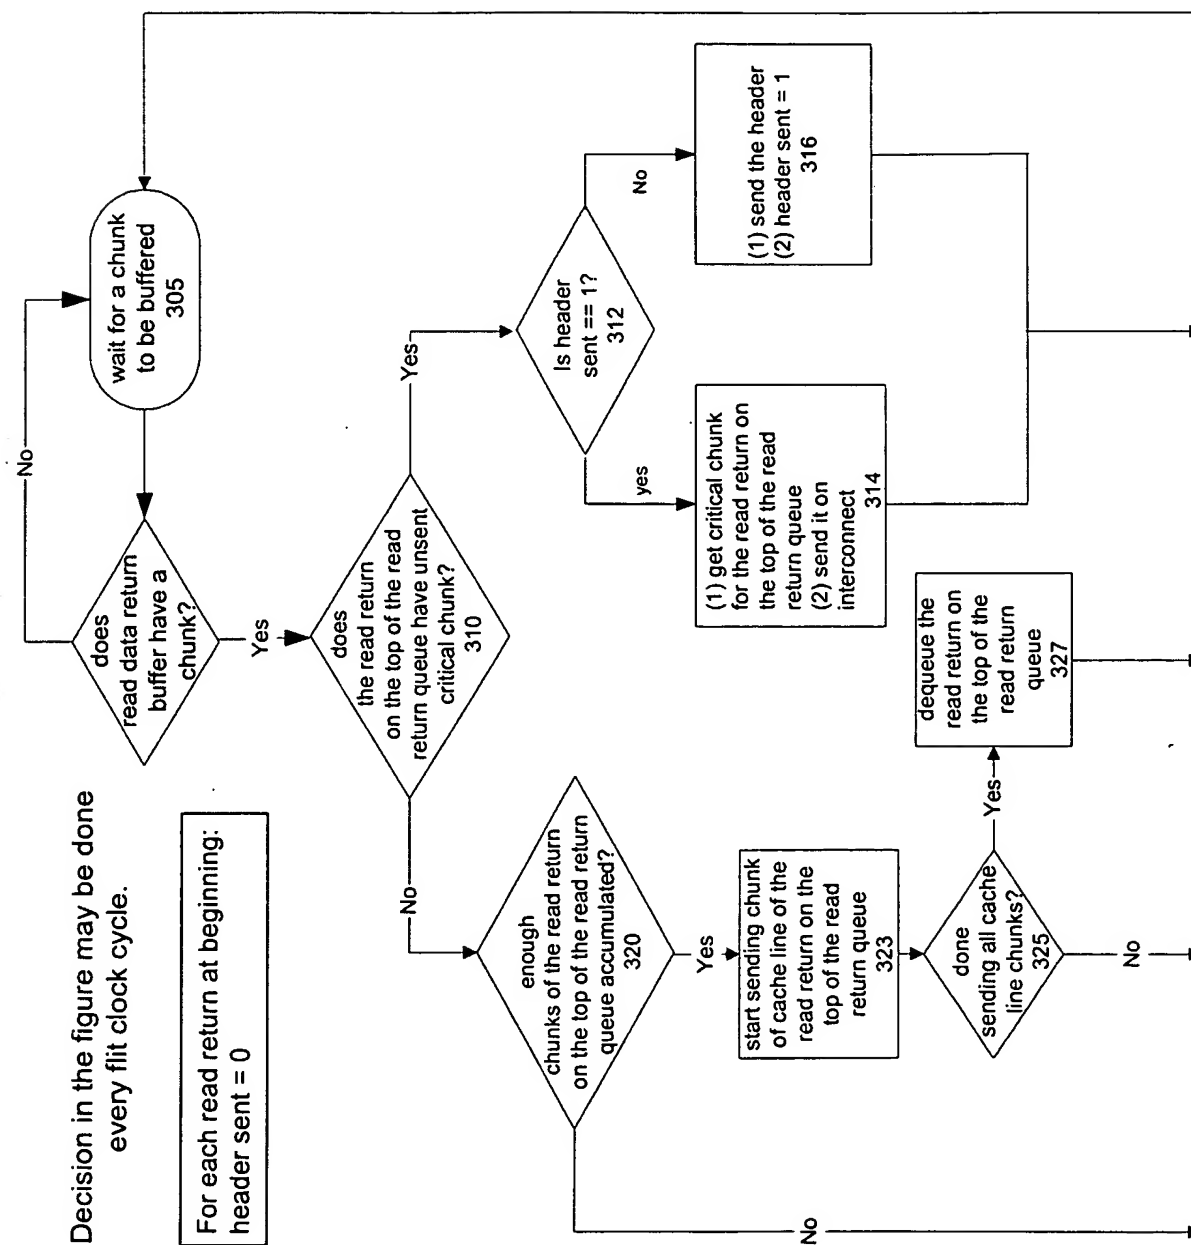 Decision in the figure may be done
every flit clock cycle.
For each read return at beginning:
header sent = 0
No
wait for a chunk
to be buffered
305
does
read data return
buffer have a
chunk?
Yes
does
the read return
on the top of the read
return queue have unsent
critical chunk?
310
Yes
No
Is header
sent == 1?
312
yes
No
(1) get critical chunk
for the read return on
the top of the read
return queue
(2) send it on
interconnect
314
(1) send the header
(2) header sent = 1
316
enough
chunks of the read return
on the top of the read return
queue accumulated?
320
Yes
No
start sending chunk
of cache line of the
read return on the
top of the read
return queue
323
done
sending all cache
line chunks?
325
Yes
No
dequeue the
read return on
the top of the
read return
queue
327